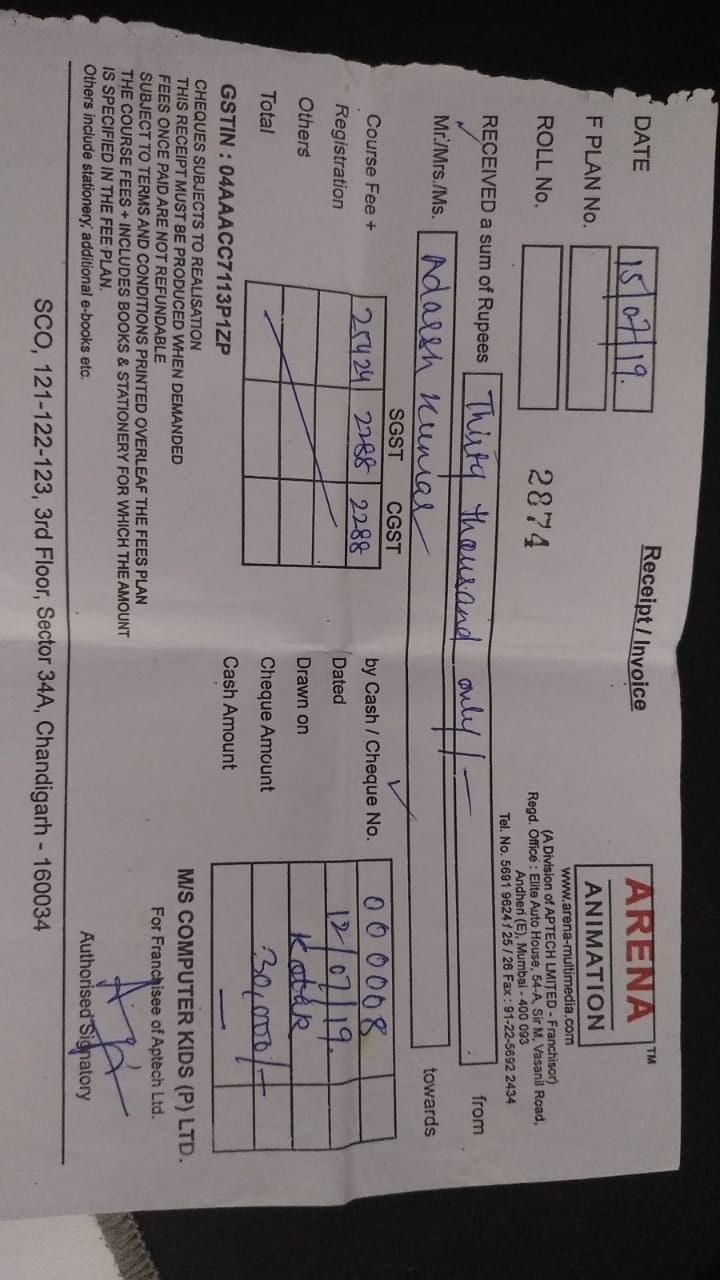 Receipt / Invoice
ARENA TM
ANIMATION
www.arena-multimedia.com
(A Division of APTECH LMITED - Franchisor)
Regd. Office : Elite Auto House, 54-A, Sir M, Vasanil Road,
Andheri (E), Mumbai - 400 093
Tel. No. 5691 9624 / 25 / 26 Fax : 91-22-5692 2434
DATE 15/07/19.
F PLAN No.
ROLL No. 2874
RECEIVED a sum of Rupees Thirty thousand only/- from
Mr./Mrs./Ms. Adarsh Kumar towards
SGST CGST
Course Fee + 25424 2288 2288
Registration
Others
Total
by Cash / Cheque No. 000008
Dated 12/07/19.
Drawn on Kotak
Cheque Amount 30,000/-
Cash Amount —
GSTIN : 04AAACC7113P1ZP
CHEQUES SUBJECTS TO REALISATION
THIS RECEIPT MUST BE PRODUCED WHEN DEMANDED
FEES ONCE PAID ARE NOT REFUNDABLE
SUBJECT TO TERMS AND CONDITIONS PRINTED OVERLEAF THE FEES PLAN
THE COURSE FEES + INCLUDES BOOKS & STATIONERY FOR WHICH THE AMOUNT
IS SPECIFIED IN THE FEE PLAN.
Others include stationery, additional e-books etc.
M/S COMPUTER KIDS (P) LTD.
For Franchisee of Aptech Ltd.
Authorised Signatory
SCO, 121-122-123, 3rd Floor, Sector 34A, Chandigarh - 160034